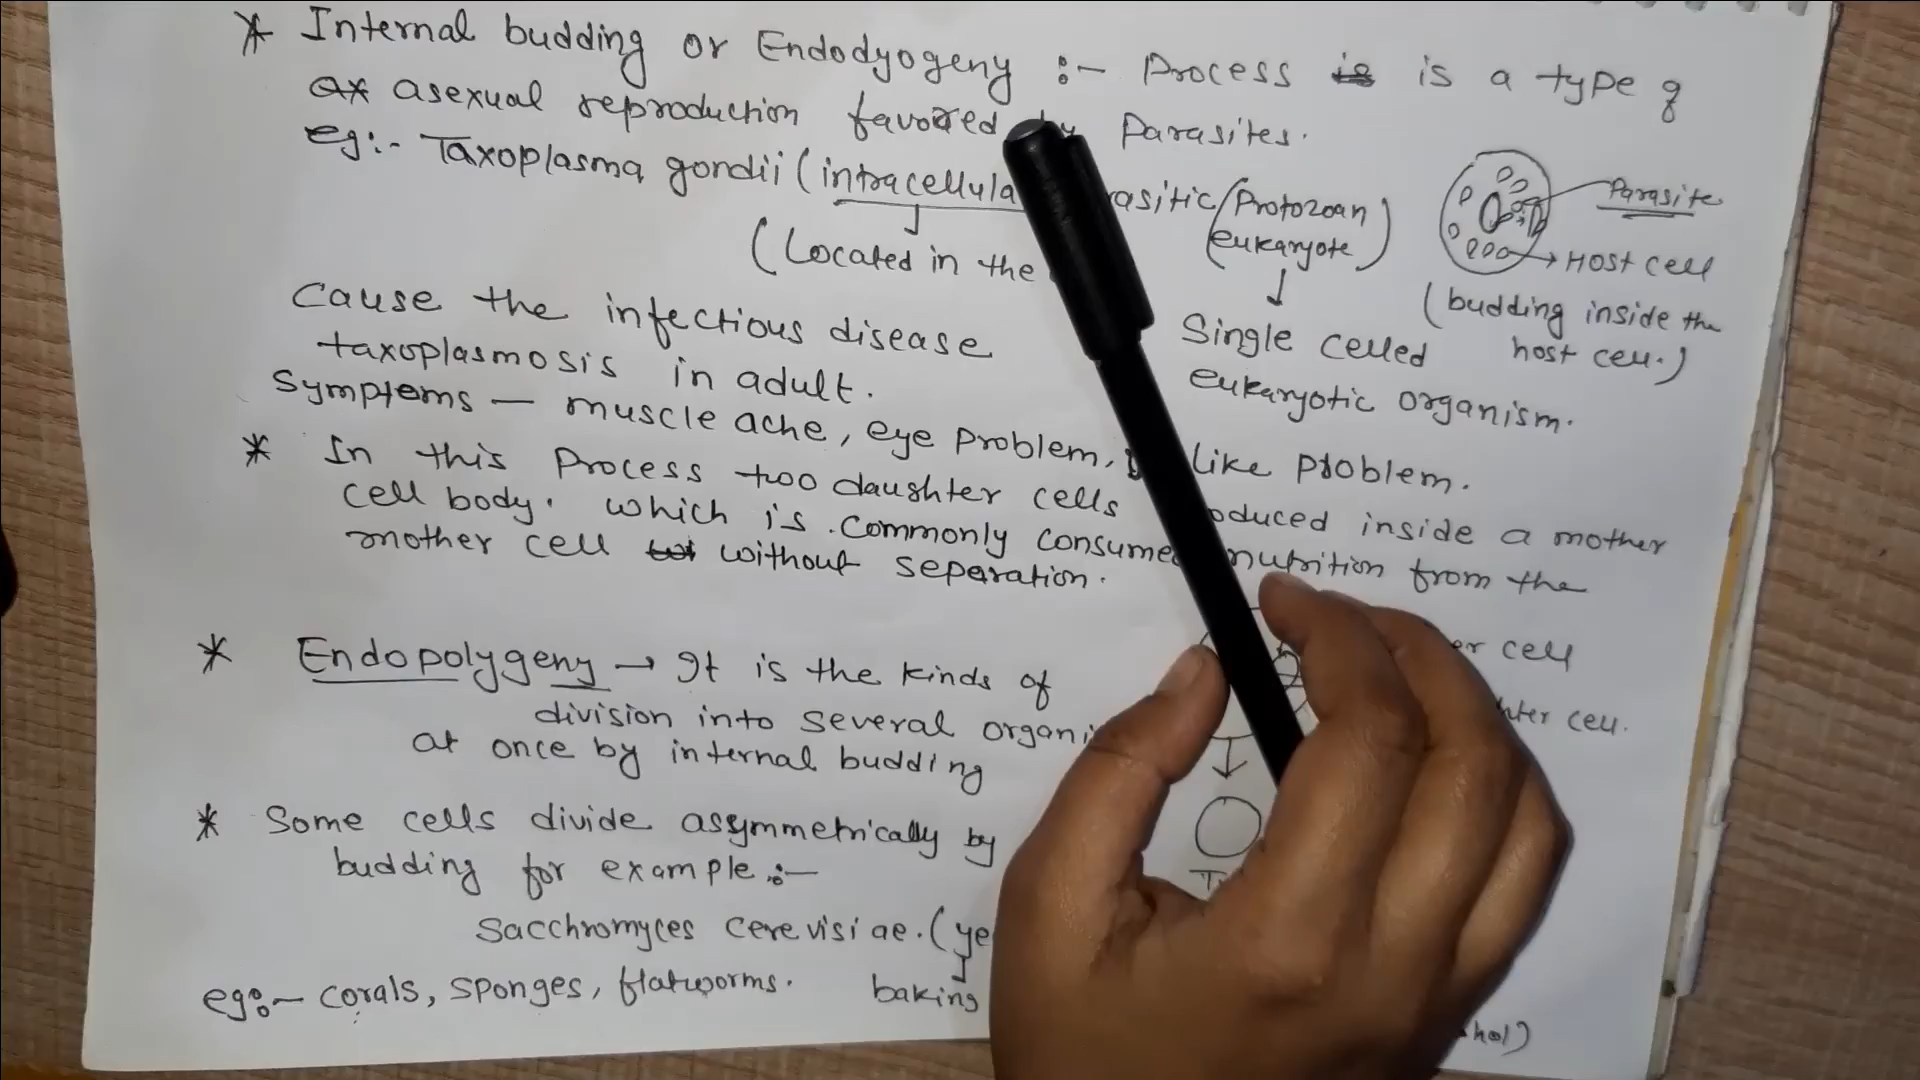 * Internal budding or Endodyogeny :- Process is is a type of
asexual reproduction favored by Parasites.
eg:- Taxoplasma gondii (intracellula asitic/Protozoan
eukaryote)
(Located in the
Parasite
Host cell
(budding inside the
host cell.)
Single celled
eukaryotic organism.
Cause the infectious disease
taxoplasmosis in adult.
Symptems - muscle ache, eye problem, like problem.
* In this Process two daushter cells oduced inside a mother
cell body. which is commonly consume nutrition from the
mother cell without separation.
er cell
hter cell.
* Endopolygeny → It is the kinds of
division into several organi
at once by internal budding
* Some cells divide assymmetrically by
budding for example :-
Sacchromyces cerevisiae. (ye
eg:- corals, sponges, flatworms. baking
hol)